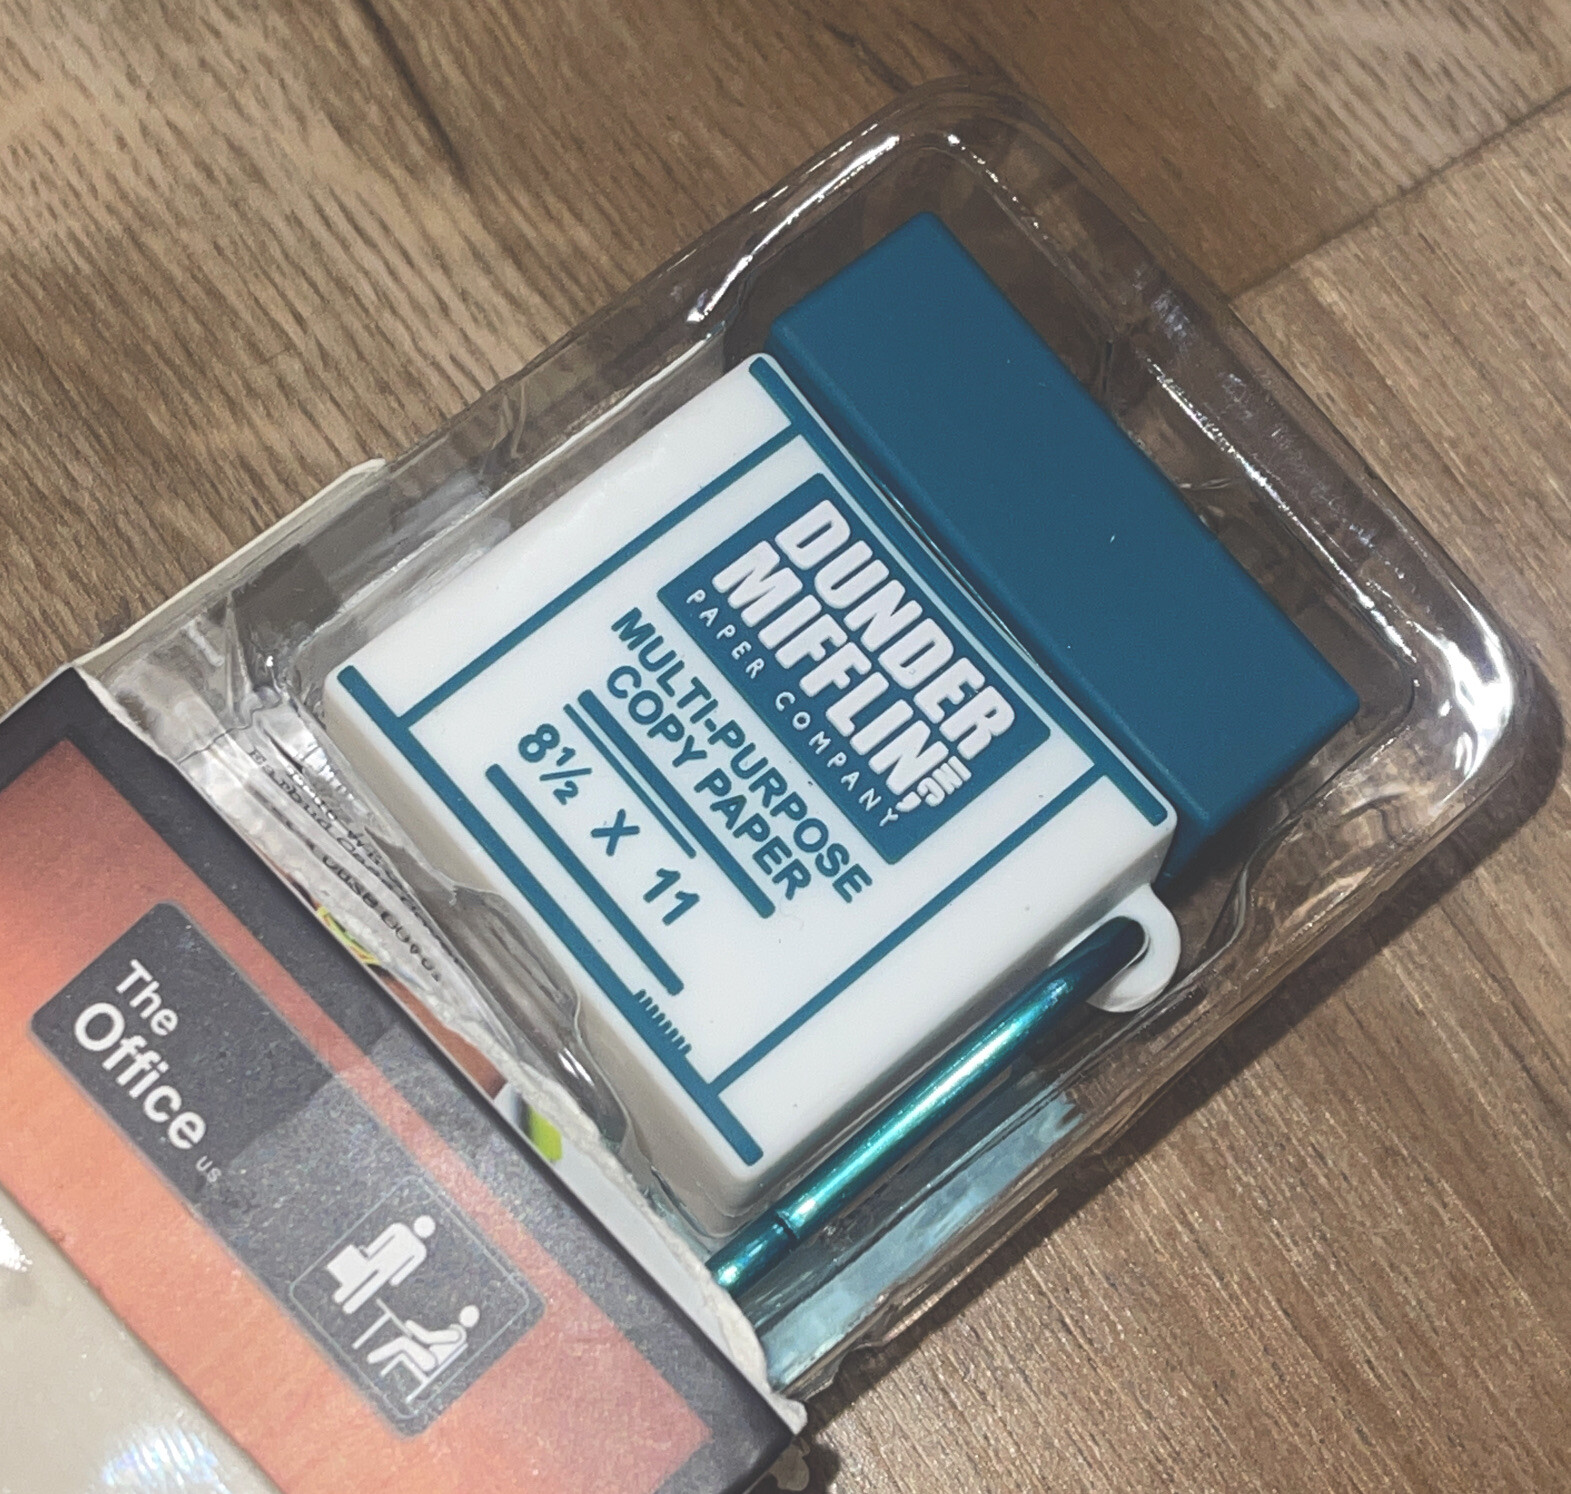 DUNDER
MIFFLIN, INC
PAPER COMPANY
MULTI-PURPOSE
COPY PAPER
8½ X 11
The
Office
US